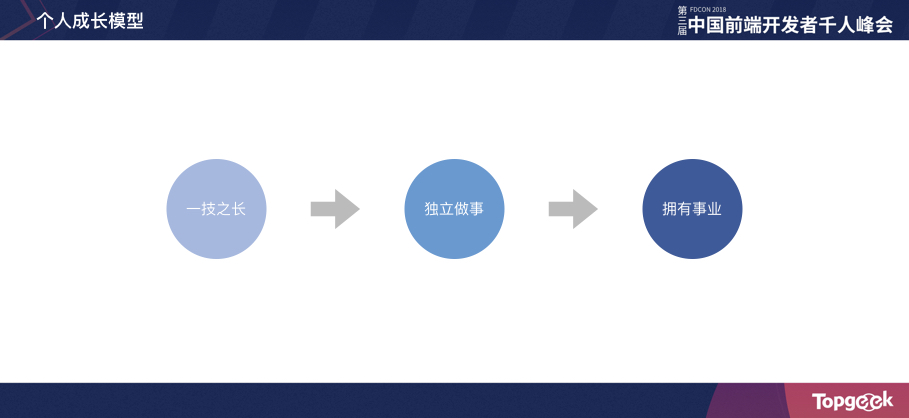 个人成长模型
第三届
FDCON 2018
中国前端开发者千人峰会
一技之长
独立做事
拥有事业
Topgeek